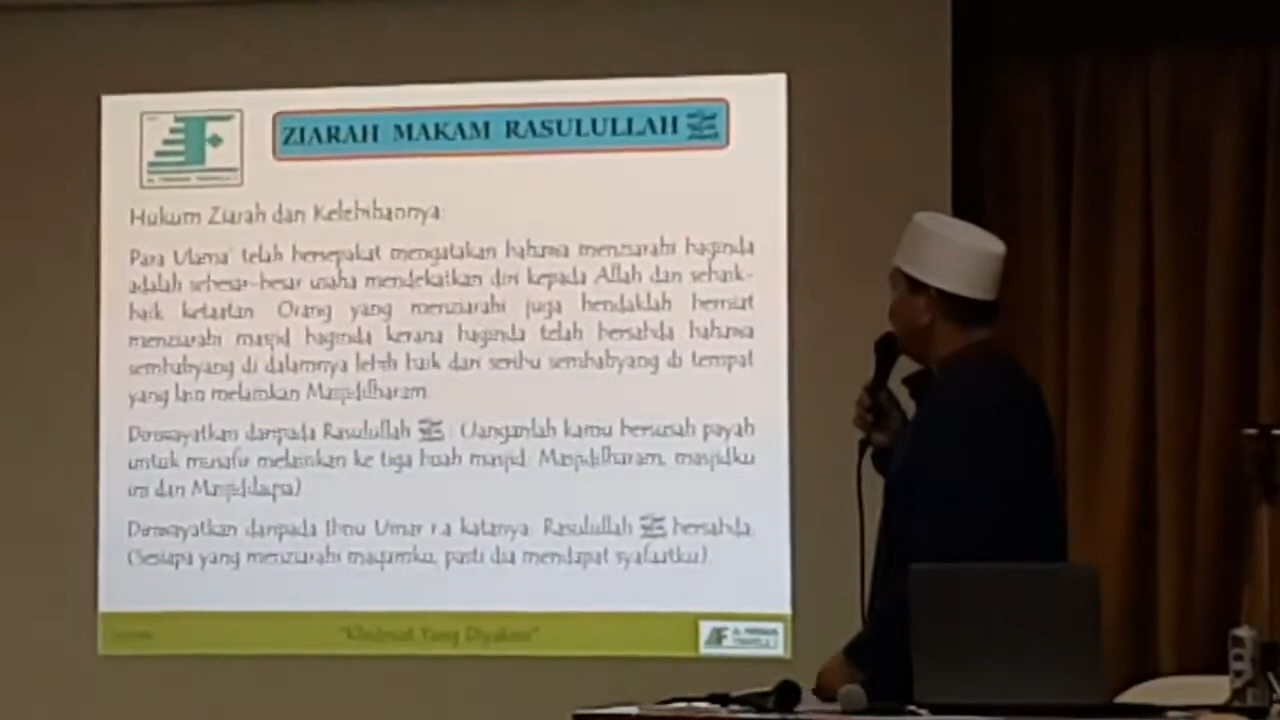 ZIARAH MAKAM RASULULLAH ﷺ
Hukum Ziarah dan Kelebihannya:
Para Ulama' telah bersepakat mengatakan bahawa menziarahi baginda
adalah sebesar-besar usaha mendekatkan diri kepada Allah dan sebaik-
baik ketaatan. Orang yang menziarahi juga hendaklah berniat
menziarahi masjid baginda kerana baginda telah bersabda bahawa
sembahyang di dalamnya lebih baik dari seribu sembahyang di tempat
yang lain melainkan Masjidilharam.
Diriwayatkan daripada Rasulullah ﷺ : (Janganlah kamu bersusah payah
untuk musafir melainkan ke tiga buah masjid: Masjidilharam, masjidku
ini dan Masjidilaqsa)
Diriwayatkan daripada Ibnu Umar r.a katanya: Rasulullah ﷺ bersabda:
(Sesiapa yang menziarahi maqamku, pasti dia mendapat syafaatku).
"Khidmat Yang Diyakini"